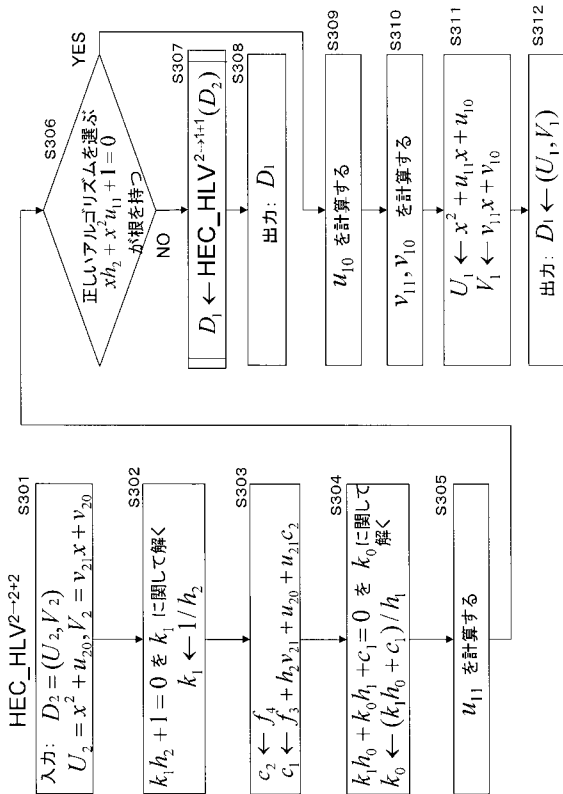 HEC_HLV^{2→2+2}
S301
入力: D_2 = (U_2, V_2)
U_2 = x^2 + u_{20}, V_2 = v_{21}x + v_{20}
S302
k_1h_2 + 1 = 0 を k_1 に関して解く
k_1 ← 1/h_2
S303
c_2 ← f_4
c_1 ← f_3 + h_2v_{21} + u_{20} + u_{21}c_2
S304
k_1h_0 + k_0h_1 + c_1 = 0 を k_0 に関して
解く
k_0 ← (k_1h_0 + c_1)/h_1
S305
u_{11} を計算する
S306
正しいアルゴリズムを選ぶ
xh_2 + x^2u_{11} + 1 = 0
が根を持つ
YES
NO
S307
D_1 ← HEC_HLV^{2→1+1}(D_2)
S308
出力: D_1
S309
u_{10} を計算する
S310
v_{11}, v_{10} を計算する
S311
U_1 ← x^2 + u_{11}x + u_{10}
V_1 ← v_{11}x + v_{10}
S312
出力: D_1 ← (U_1, V_1)